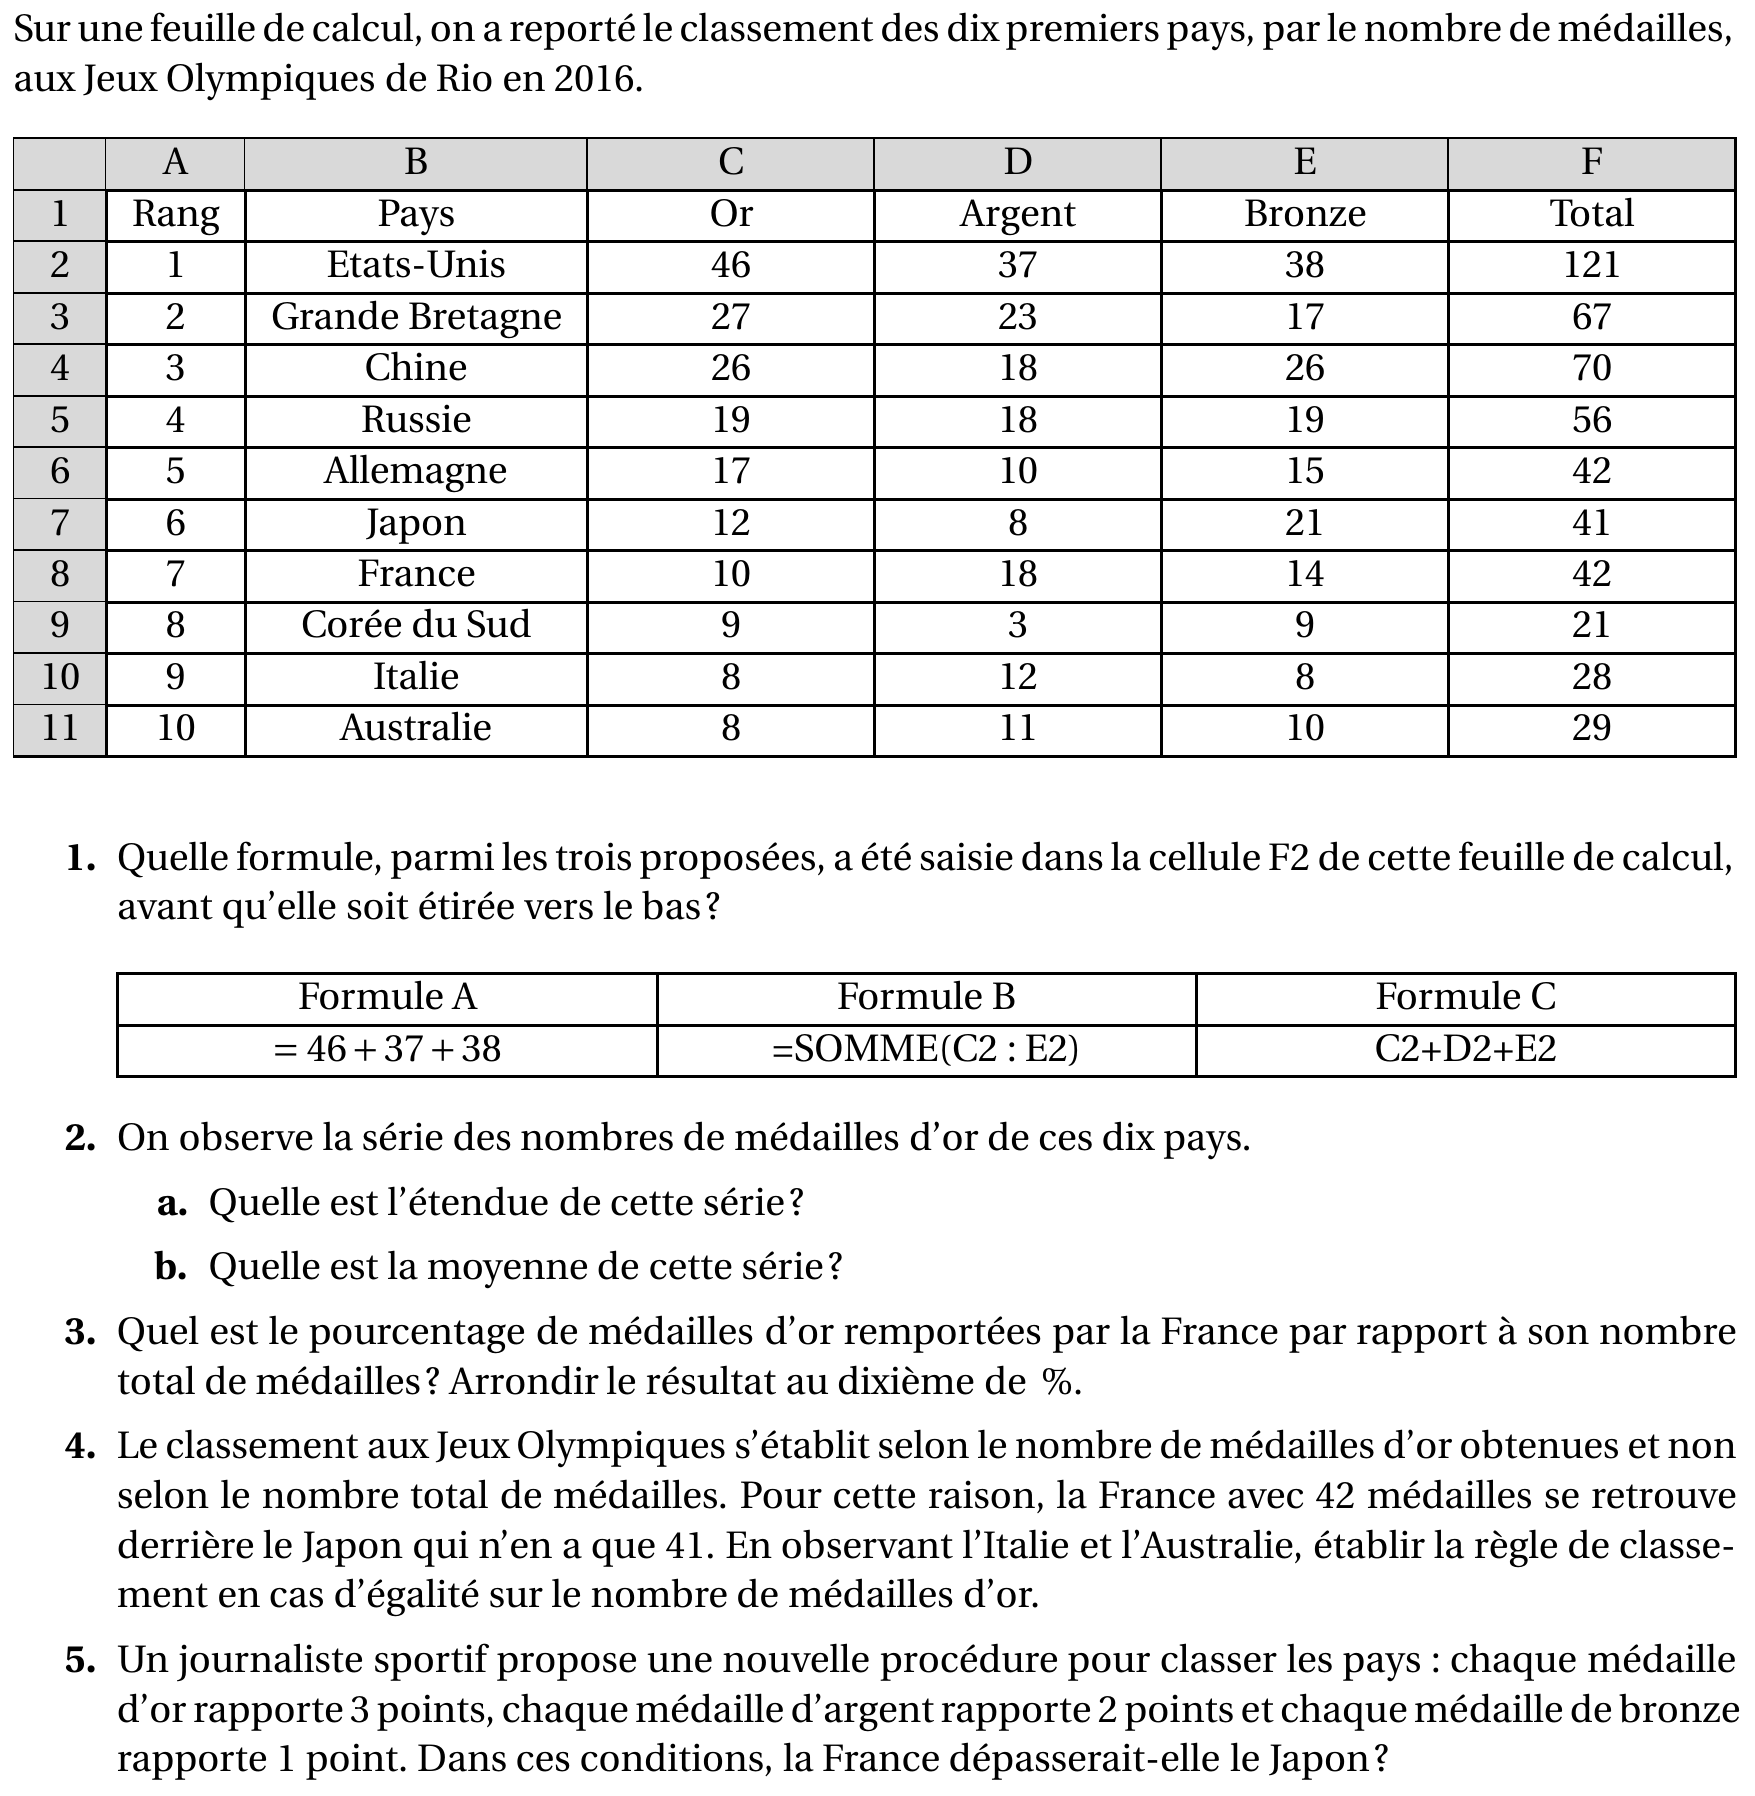 Sur une feuille de calcul, on a reporté le classement des dix premiers pays, par le nombre de médailles,
aux Jeux Olympiques de Rio en 2016.
A B C D E F
1 Rang Pays Or Argent Bronze Total
2 1 Etats-Unis 46 37 38 121
3 2 Grande Bretagne 27 23 17 67
4 3 Chine 26 18 26 70
5 4 Russie 19 18 19 56
6 5 Allemagne 17 10 15 42
7 6 Japon 12 8 21 41
8 7 France 10 18 14 42
9 8 Corée du Sud 9 3 9 21
10 9 Italie 8 12 8 28
11 10 Australie 8 11 10 29
1. Quelle formule, parmi les trois proposées, a été saisie dans la cellule F2 de cette feuille de calcul,
avant qu’elle soit étirée vers le bas ?
Formule A Formule B Formule C
= 46 + 37 + 38 =SOMME(C2 : E2) C2+D2+E2
2. On observe la série des nombres de médailles d’or de ces dix pays.
a. Quelle est l’étendue de cette série ?
b. Quelle est la moyenne de cette série ?
3. Quel est le pourcentage de médailles d’or remportées par la France par rapport à son nombre
total de médailles ? Arrondir le résultat au dixième de %.
4. Le classement aux Jeux Olympiques s’établit selon le nombre de médailles d’or obtenues et non
selon le nombre total de médailles. Pour cette raison, la France avec 42 médailles se retrouve
derrière le Japon qui n’en a que 41. En observant l’Italie et l’Australie, établir la règle de classe-
ment en cas d’égalité sur le nombre de médailles d’or.
5. Un journaliste sportif propose une nouvelle procédure pour classer les pays : chaque médaille
d’or rapporte 3 points, chaque médaille d’argent rapporte 2 points et chaque médaille de bronze
rapporte 1 point. Dans ces conditions, la France dépasserait-elle le Japon ?